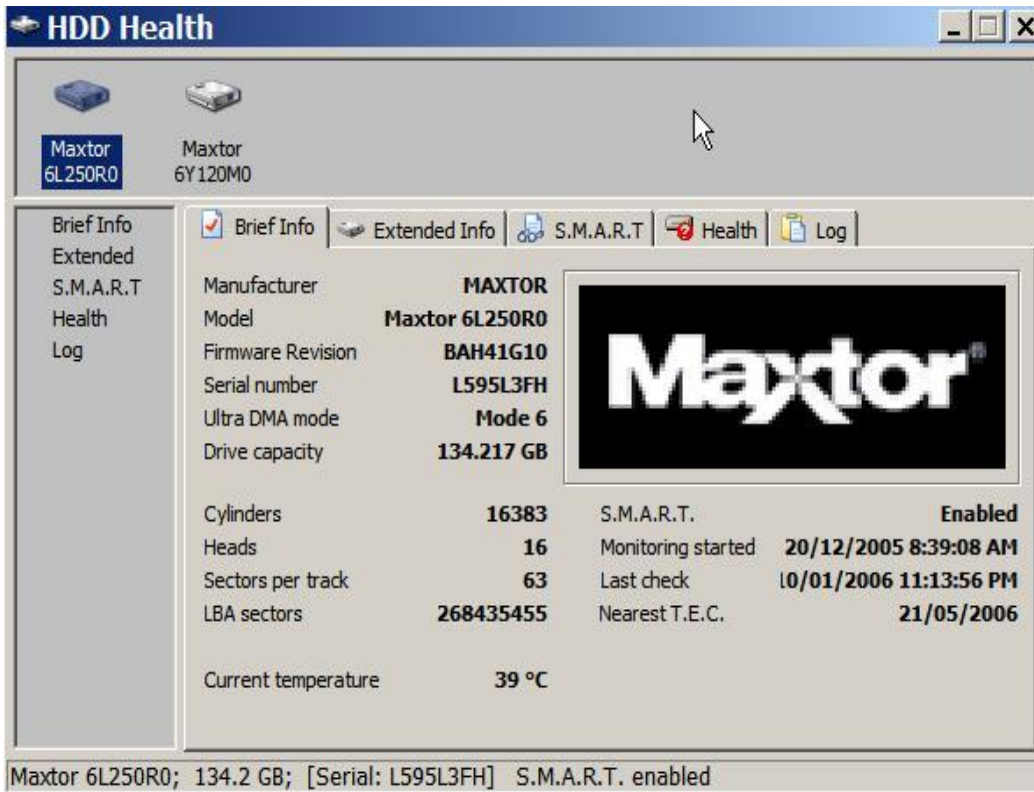 HDD Health
Maxtor
6L250R0
Maxtor
6Y120M0
Brief Info
Extended
S.M.A.R.T
Health
Log
Brief Info
Extended Info
S.M.A.R.T
Health
Log
Manufacturer MAXTOR
Model Maxtor 6L250R0
Firmware Revision BAH41G10
Serial number L595L3FH
Ultra DMA mode Mode 6
Drive capacity 134.217 GB
Maxtor®
Cylinders 16383
Heads 16
Sectors per track 63
LBA sectors 268435455
Current temperature 39 °C
S.M.A.R.T. Enabled
Monitoring started 20/12/2005 8:39:08 AM
Last check 10/01/2006 11:13:56 PM
Nearest T.E.C. 21/05/2006
Maxtor 6L250R0; 134.2 GB; [Serial: L595L3FH] S.M.A.R.T. enabled